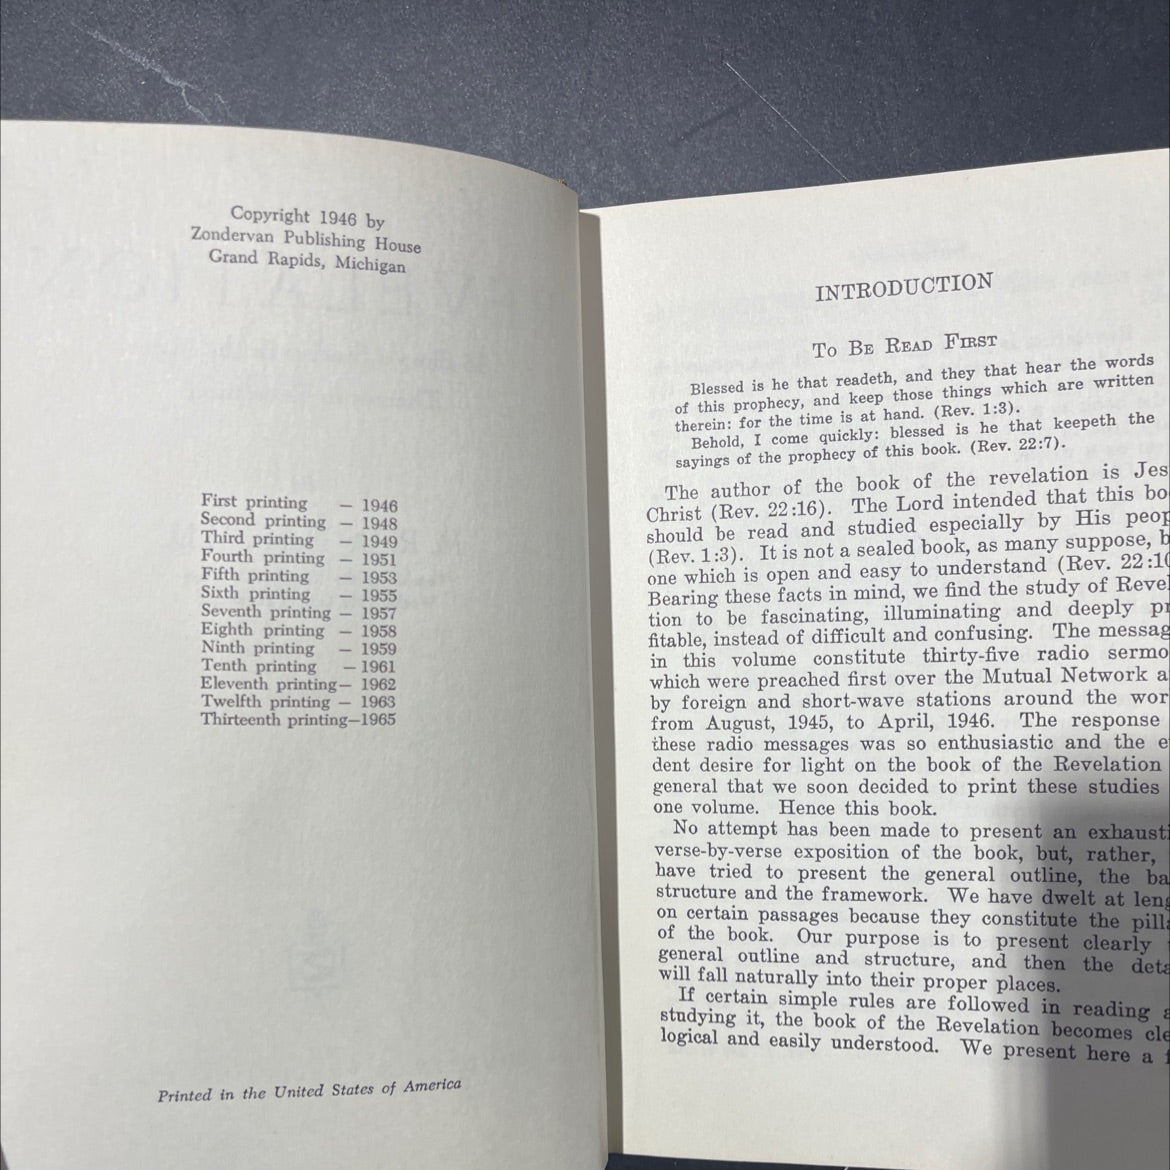 Copyright 1946 by
Zondervan Publishing House
Grand Rapids, Michigan
First printing — 1946
Second printing — 1948
Third printing — 1949
Fourth printing — 1951
Fifth printing — 1953
Sixth printing — 1955
Seventh printing — 1957
Eighth printing — 1958
Ninth printing — 1959
Tenth printing — 1961
Eleventh printing— 1962
Twelfth printing — 1963
Thirteenth printing—1965
Printed in the United States of America
INTRODUCTION
To Be Read First
Blessed is he that readeth, and they that hear the words
of this prophecy, and keep those things which are written
therein: for the time is at hand. (Rev. 1:3).
Behold, I come quickly: blessed is he that keepeth the
sayings of the prophecy of this book. (Rev. 22:7).
The author of the book of the revelation is Jes
Christ (Rev. 22:16). The Lord intended that this bo
should be read and studied especially by His peop
(Rev. 1:3). It is not a sealed book, as many suppose, b
one which is open and easy to understand (Rev. 22:10
Bearing these facts in mind, we find the study of Revel
tion to be fascinating, illuminating and deeply pr
fitable, instead of difficult and confusing. The messag
in this volume constitute thirty-five radio sermo
which were preached first over the Mutual Network a
by foreign and short-wave stations around the wor
from August, 1945, to April, 1946. The response
these radio messages was so enthusiastic and the e
dent desire for light on the book of the Revelation
general that we soon decided to print these studies
one volume. Hence this book.
No attempt has been made to present an exhausti
verse-by-verse exposition of the book, but, rather,
have tried to present the general outline, the ba
structure and the framework. We have dwelt at leng
on certain passages because they constitute the pilla
of the book. Our purpose is to present clearly
general outline and structure, and then the deta
will fall naturally into their proper places.
If certain simple rules are followed in reading a
studying it, the book of the Revelation becomes cle
logical and easily understood. We present here a f